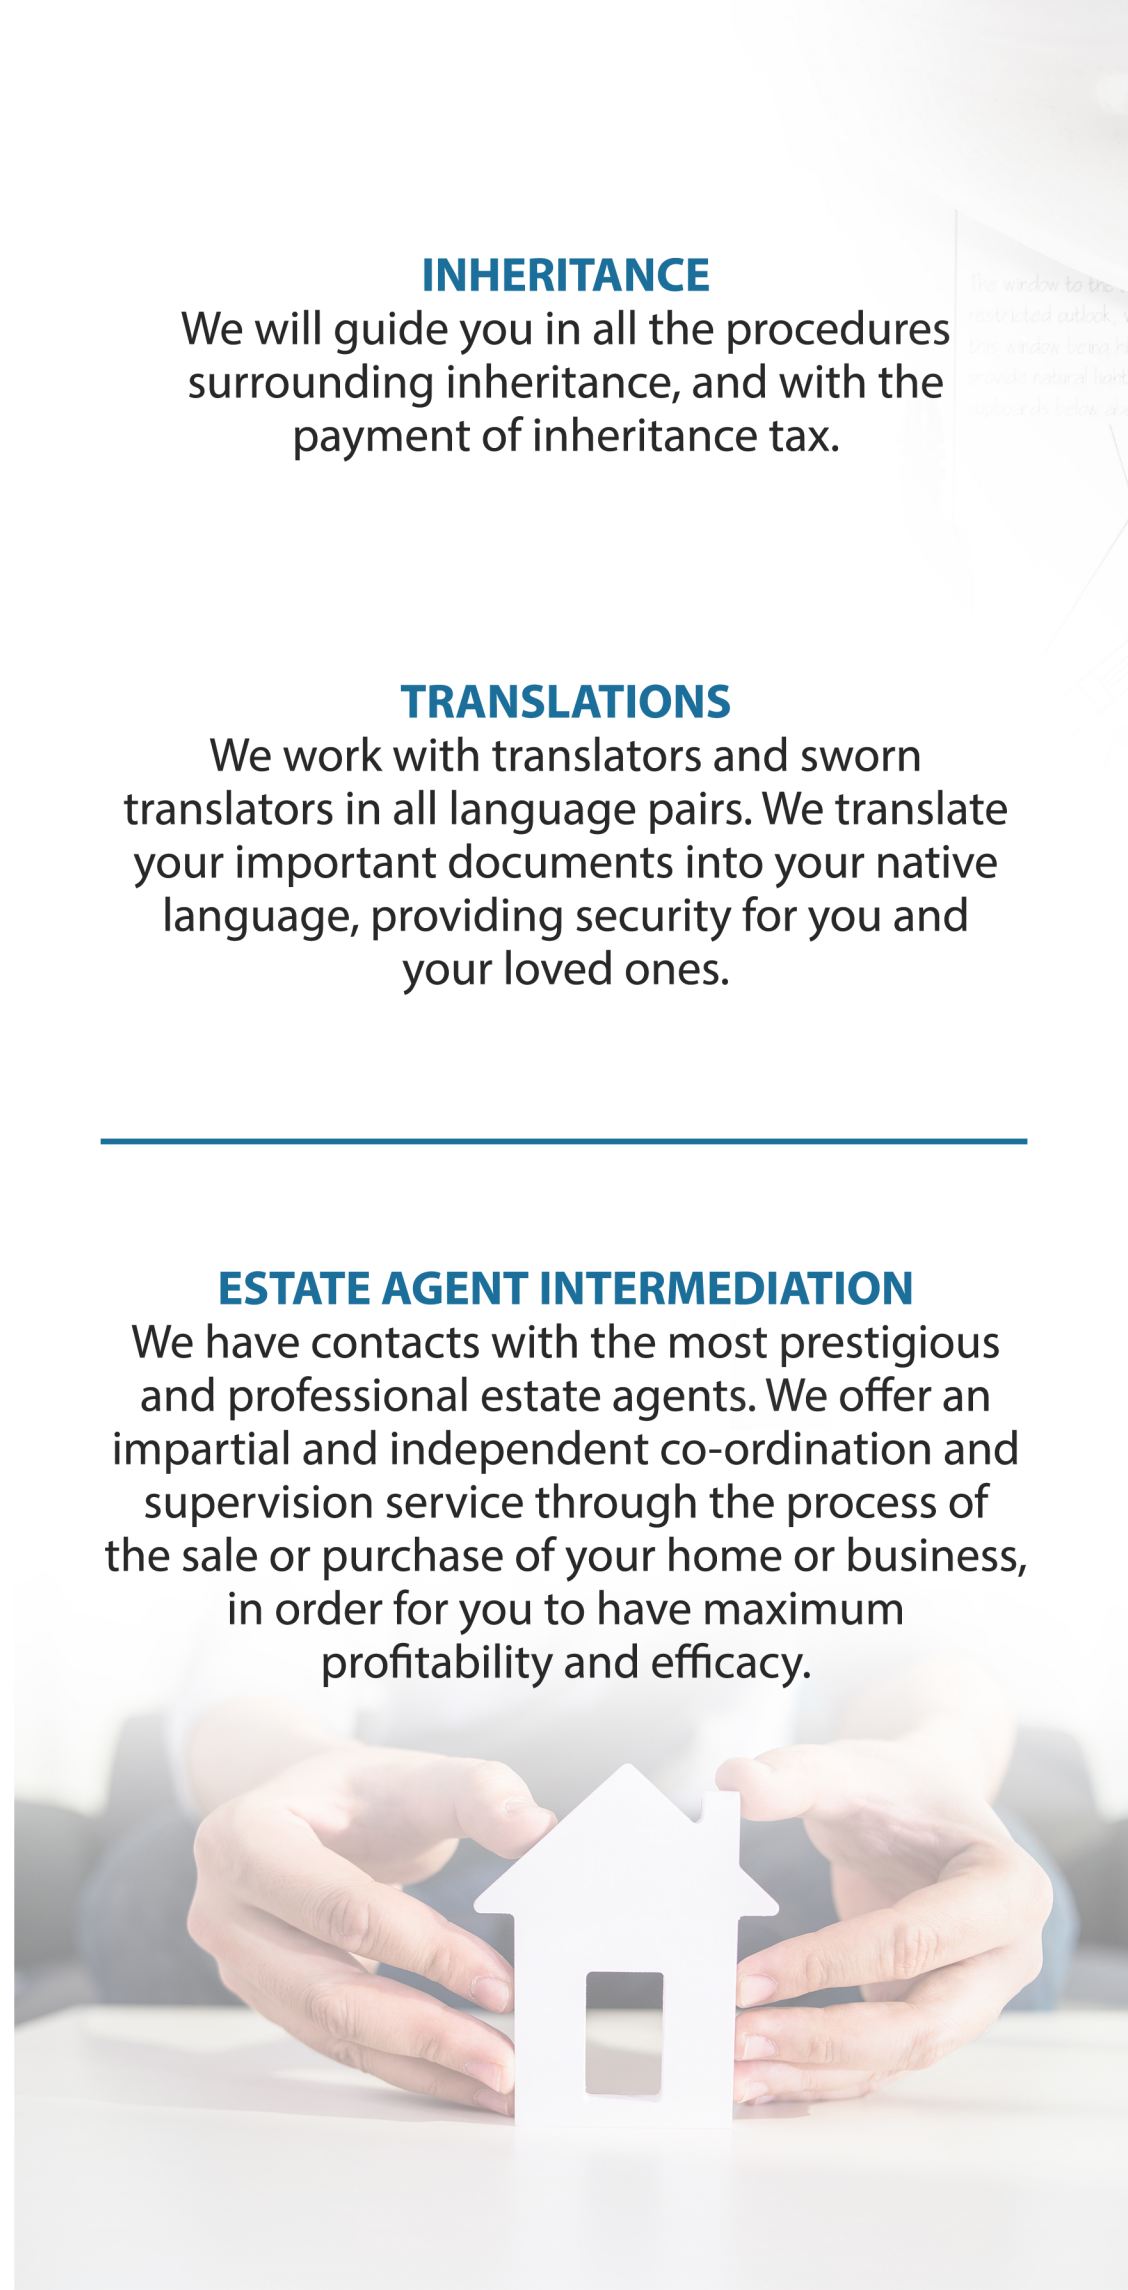 INHERITANCE
We will guide you in all the procedures
surrounding inheritance, and with the
payment of inheritance tax.
TRANSLATIONS
We work with translators and sworn
translators in all language pairs. We translate
your important documents into your native
language, providing security for you and
your loved ones.
ESTATE AGENT INTERMEDIATION
We have contacts with the most prestigious
and professional estate agents. We offer an
impartial and independent co-ordination and
supervision service through the process of
the sale or purchase of your home or business,
in order for you to have maximum
profitability and efficacy.